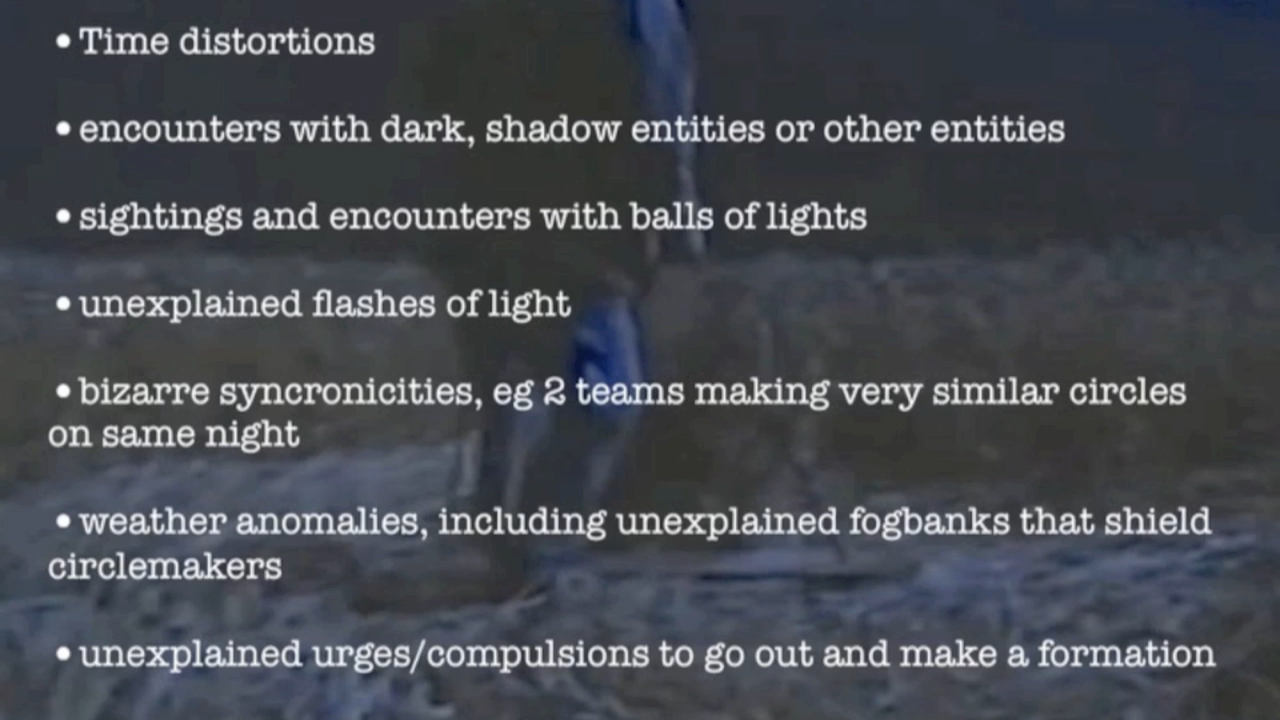 • Time distortions
• encounters with dark, shadow entities or other entities
• sightings and encounters with balls of lights
• unexplained flashes of light
• bizarre syncronicities, eg 2 teams making very similar circles
on same night
• weather anomalies, including unexplained fogbanks that shield
circlemakers
• unexplained urges/compulsions to go out and make a formation